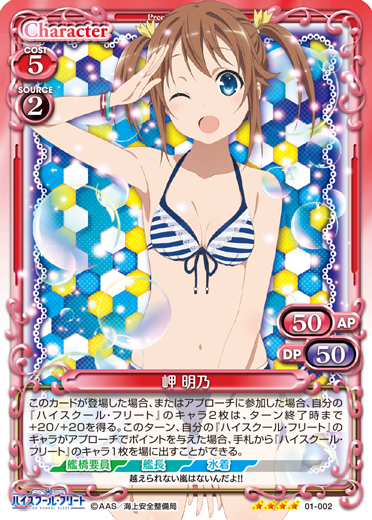 Character
COST
5
SOURCE
2
50 AP
DP 50
岬 明乃
このカードが登場した場合、またはアプローチに参加した場合、自分の
『ハイスクール・フリート』のキャラ2枚は、ターン終了時まで
+20/+20を得る。このターン、自分の『ハイスクール・フリート』の
キャラがアプローチでポイントを与えた場合、手札から『ハイスクール・
フリート』のキャラ1枚を場に出すことができる。
艦橋要員 艦長 水着
越えられない嵐はないんだよ!!
ハイスクール・フリート
©AAS/海上安全整備局
01-002